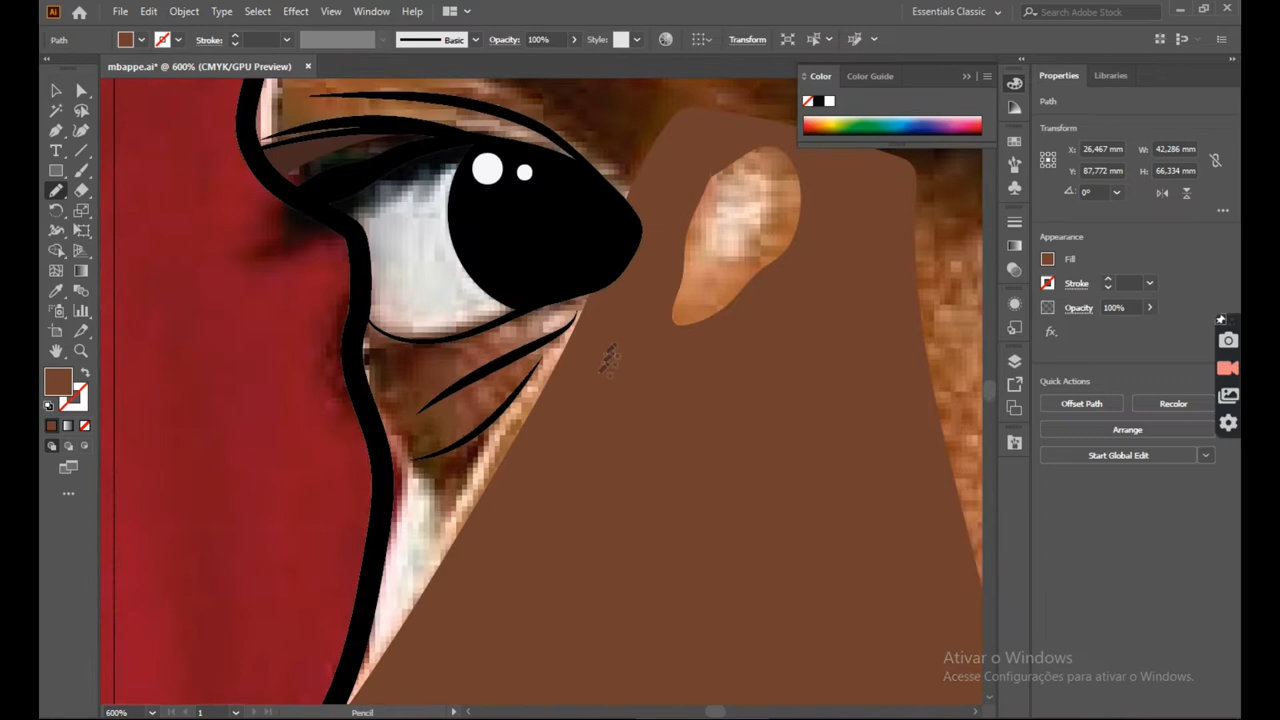 Ai File Edit Object Type Select Effect View Window Help Essentials Classic Search Adobe Stock
Path Stroke: Basic Opacity: 100% Style: Transform
mbappe.ai* @ 600% (CMYK/GPU Preview) ×
Color Color Guide
Properties Libraries
Path
Transform
X: 26,467 mm W: 42,286 mm
Y: 87,772 mm H: 66,334 mm
0°
Appearance
Fill
Stroke
Opacity 100%
fx.
Quick Actions
Offset Path Recolor
Arrange
Start Global Edit
Ativar o Windows
Acesse Configurações para ativar o Windows.
600% 1 Pencil